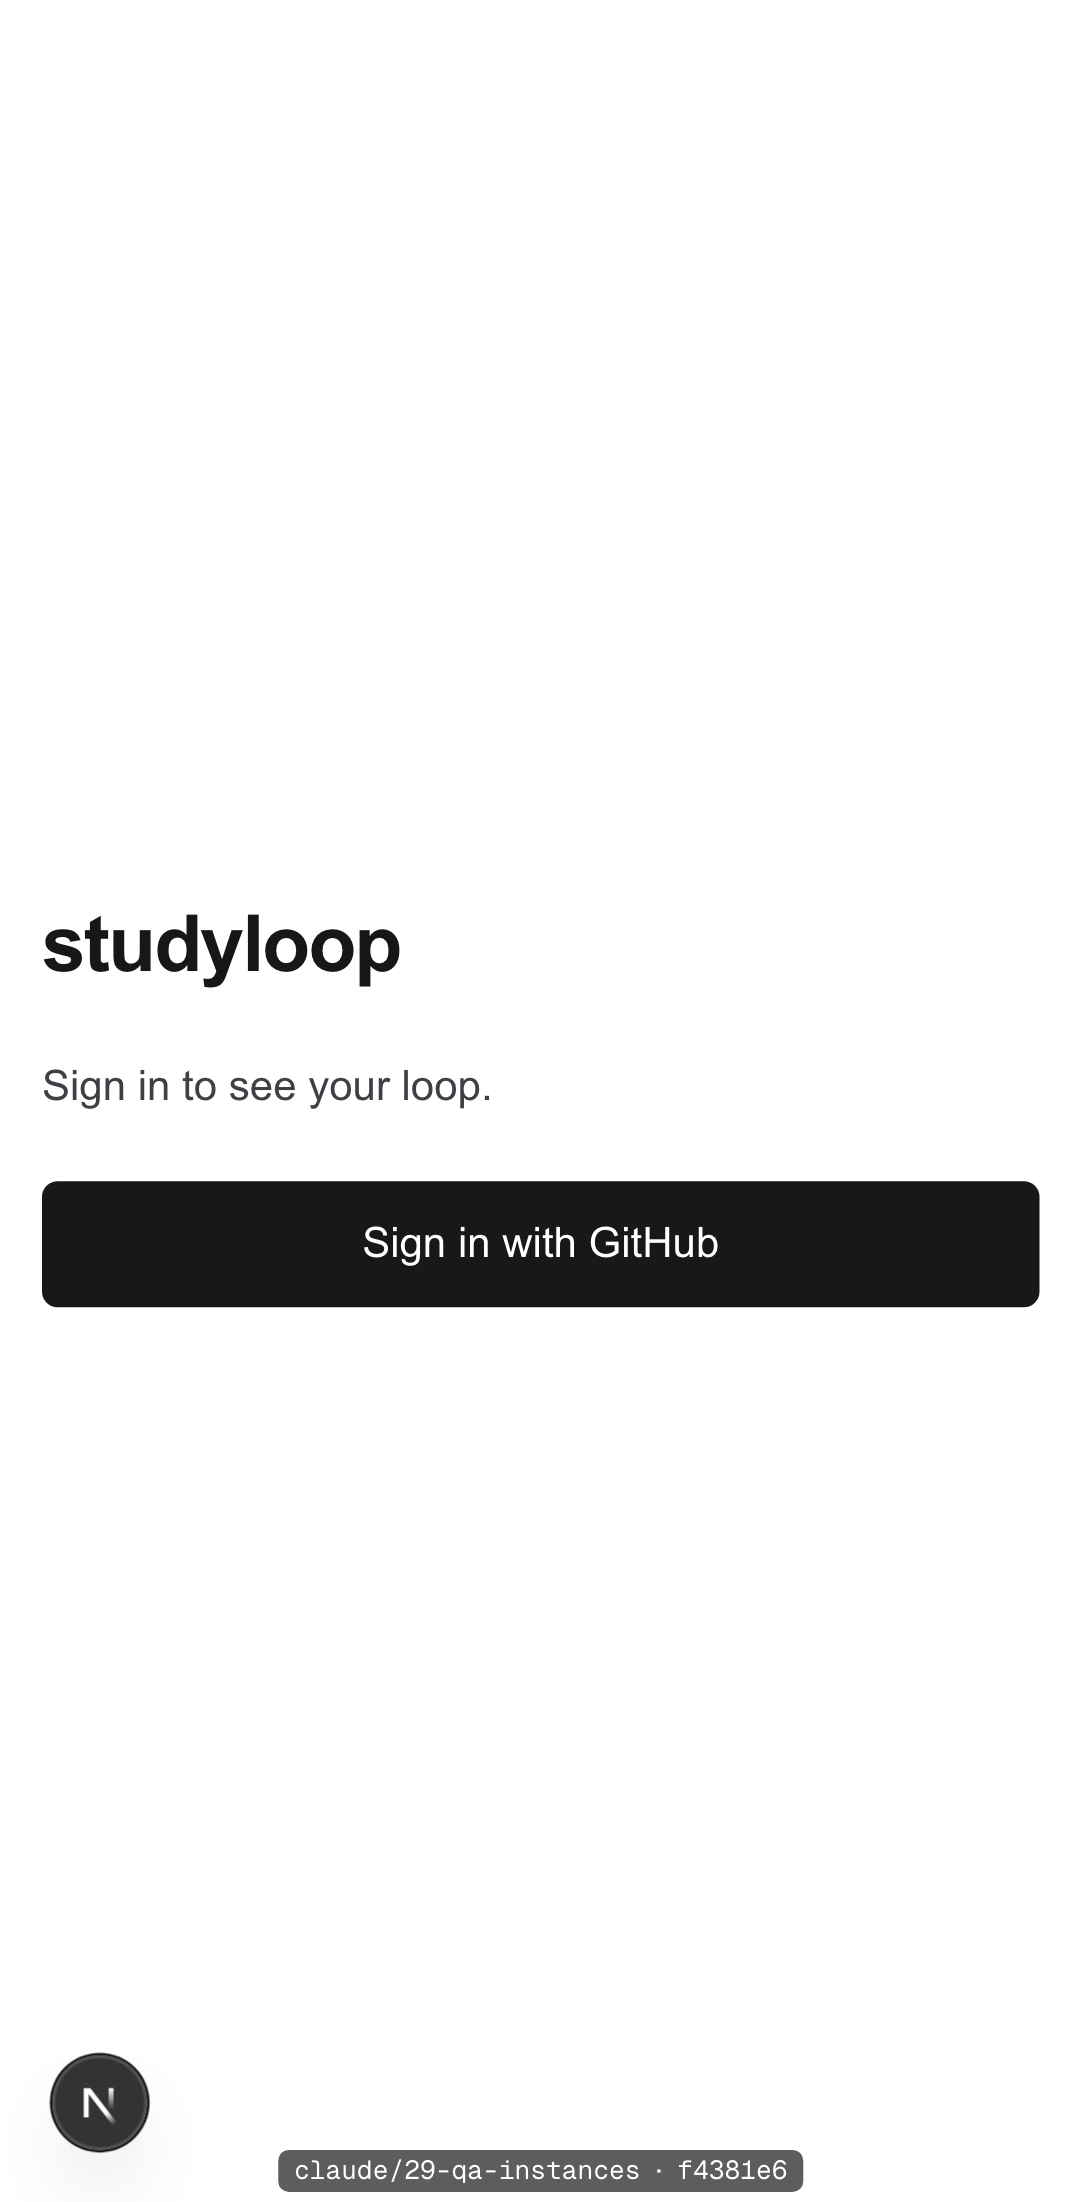 studyloop
Sign in to see your loop.
Sign in with GitHub
N
claude/29-qa-instances · f4381e6